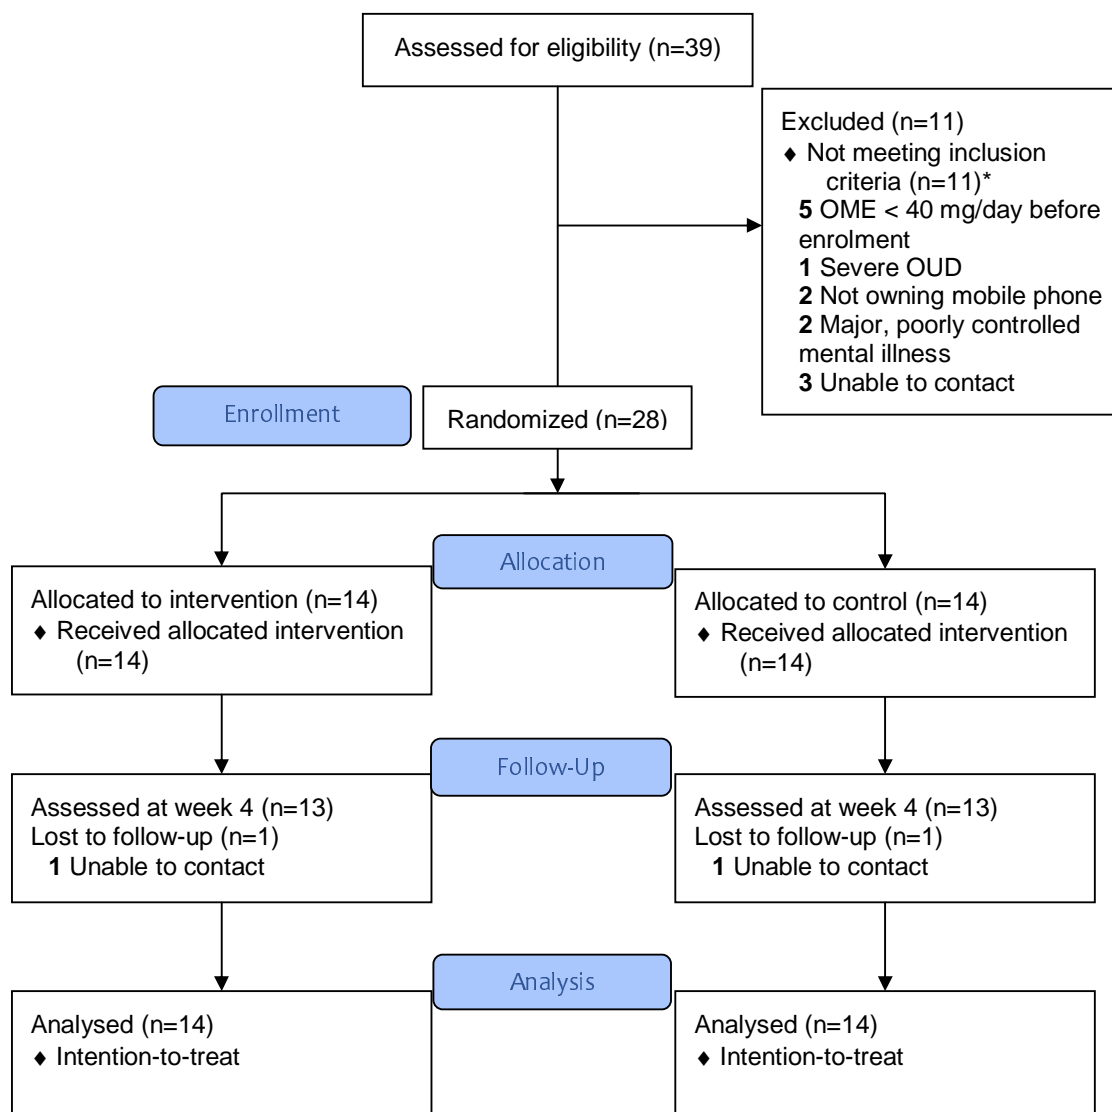 Assessed for eligibility (n=39)
Excluded (n=11)
♦ Not meeting inclusion
criteria (n=11)*
5 OME < 40 mg/day before
enrolment
1 Severe OUD
2 Not owning mobile phone
2 Major, poorly controlled
mental illness
3 Unable to contact
Enrollment
Randomized (n=28)
Allocation
Allocated to intervention (n=14)
♦ Received allocated intervention
(n=14)
Allocated to control (n=14)
♦ Received allocated intervention
(n=14)
Follow-Up
Assessed at week 4 (n=13)
Lost to follow-up (n=1)
1 Unable to contact
Assessed at week 4 (n=13)
Lost to follow-up (n=1)
1 Unable to contact
Analysis
Analysed (n=14)
♦ Intention-to-treat
Analysed (n=14)
♦ Intention-to-treat